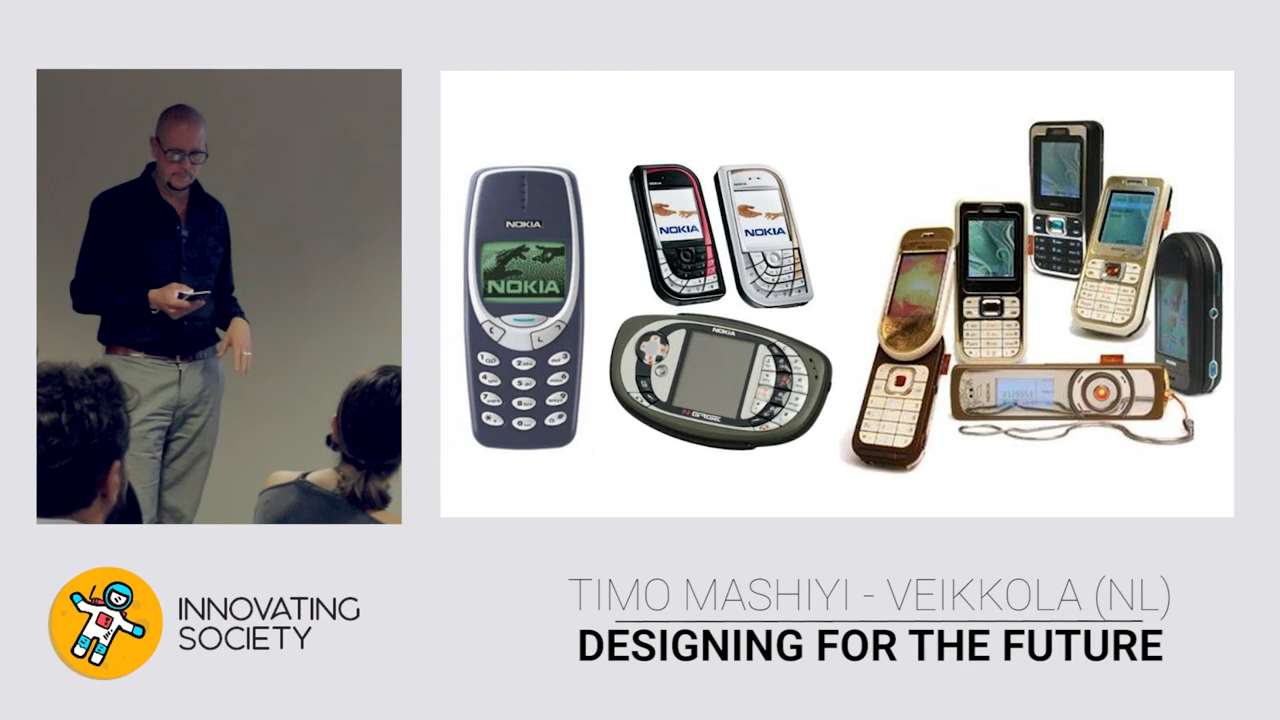 NOKIA
NOKIA
NOKIA
NOKIA
NOKIA
N-GAGE
INNOVATING
SOCIETY
TIMO MASHIYI - VEIKKOLA (NL)
DESIGNING FOR THE FUTURE